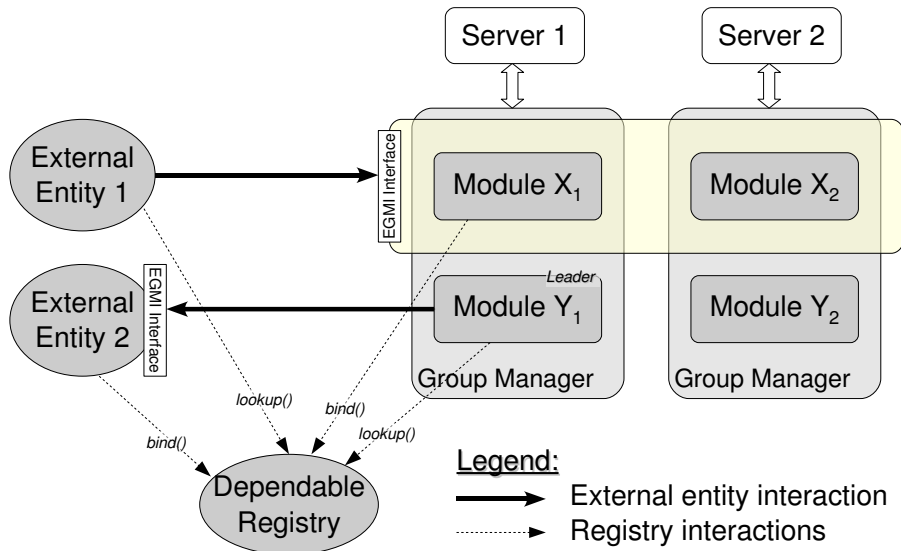 Server 1
Server 2
External
Entity 1
EGMI Interface
Module X1
Module X2
Leader
External
Entity 2
EGMI Interface
Module Y1
Module Y2
Group Manager
Group Manager
lookup()
bind()
lookup()
bind()
Dependable
Registry
Legend:
External entity interaction
Registry interactions